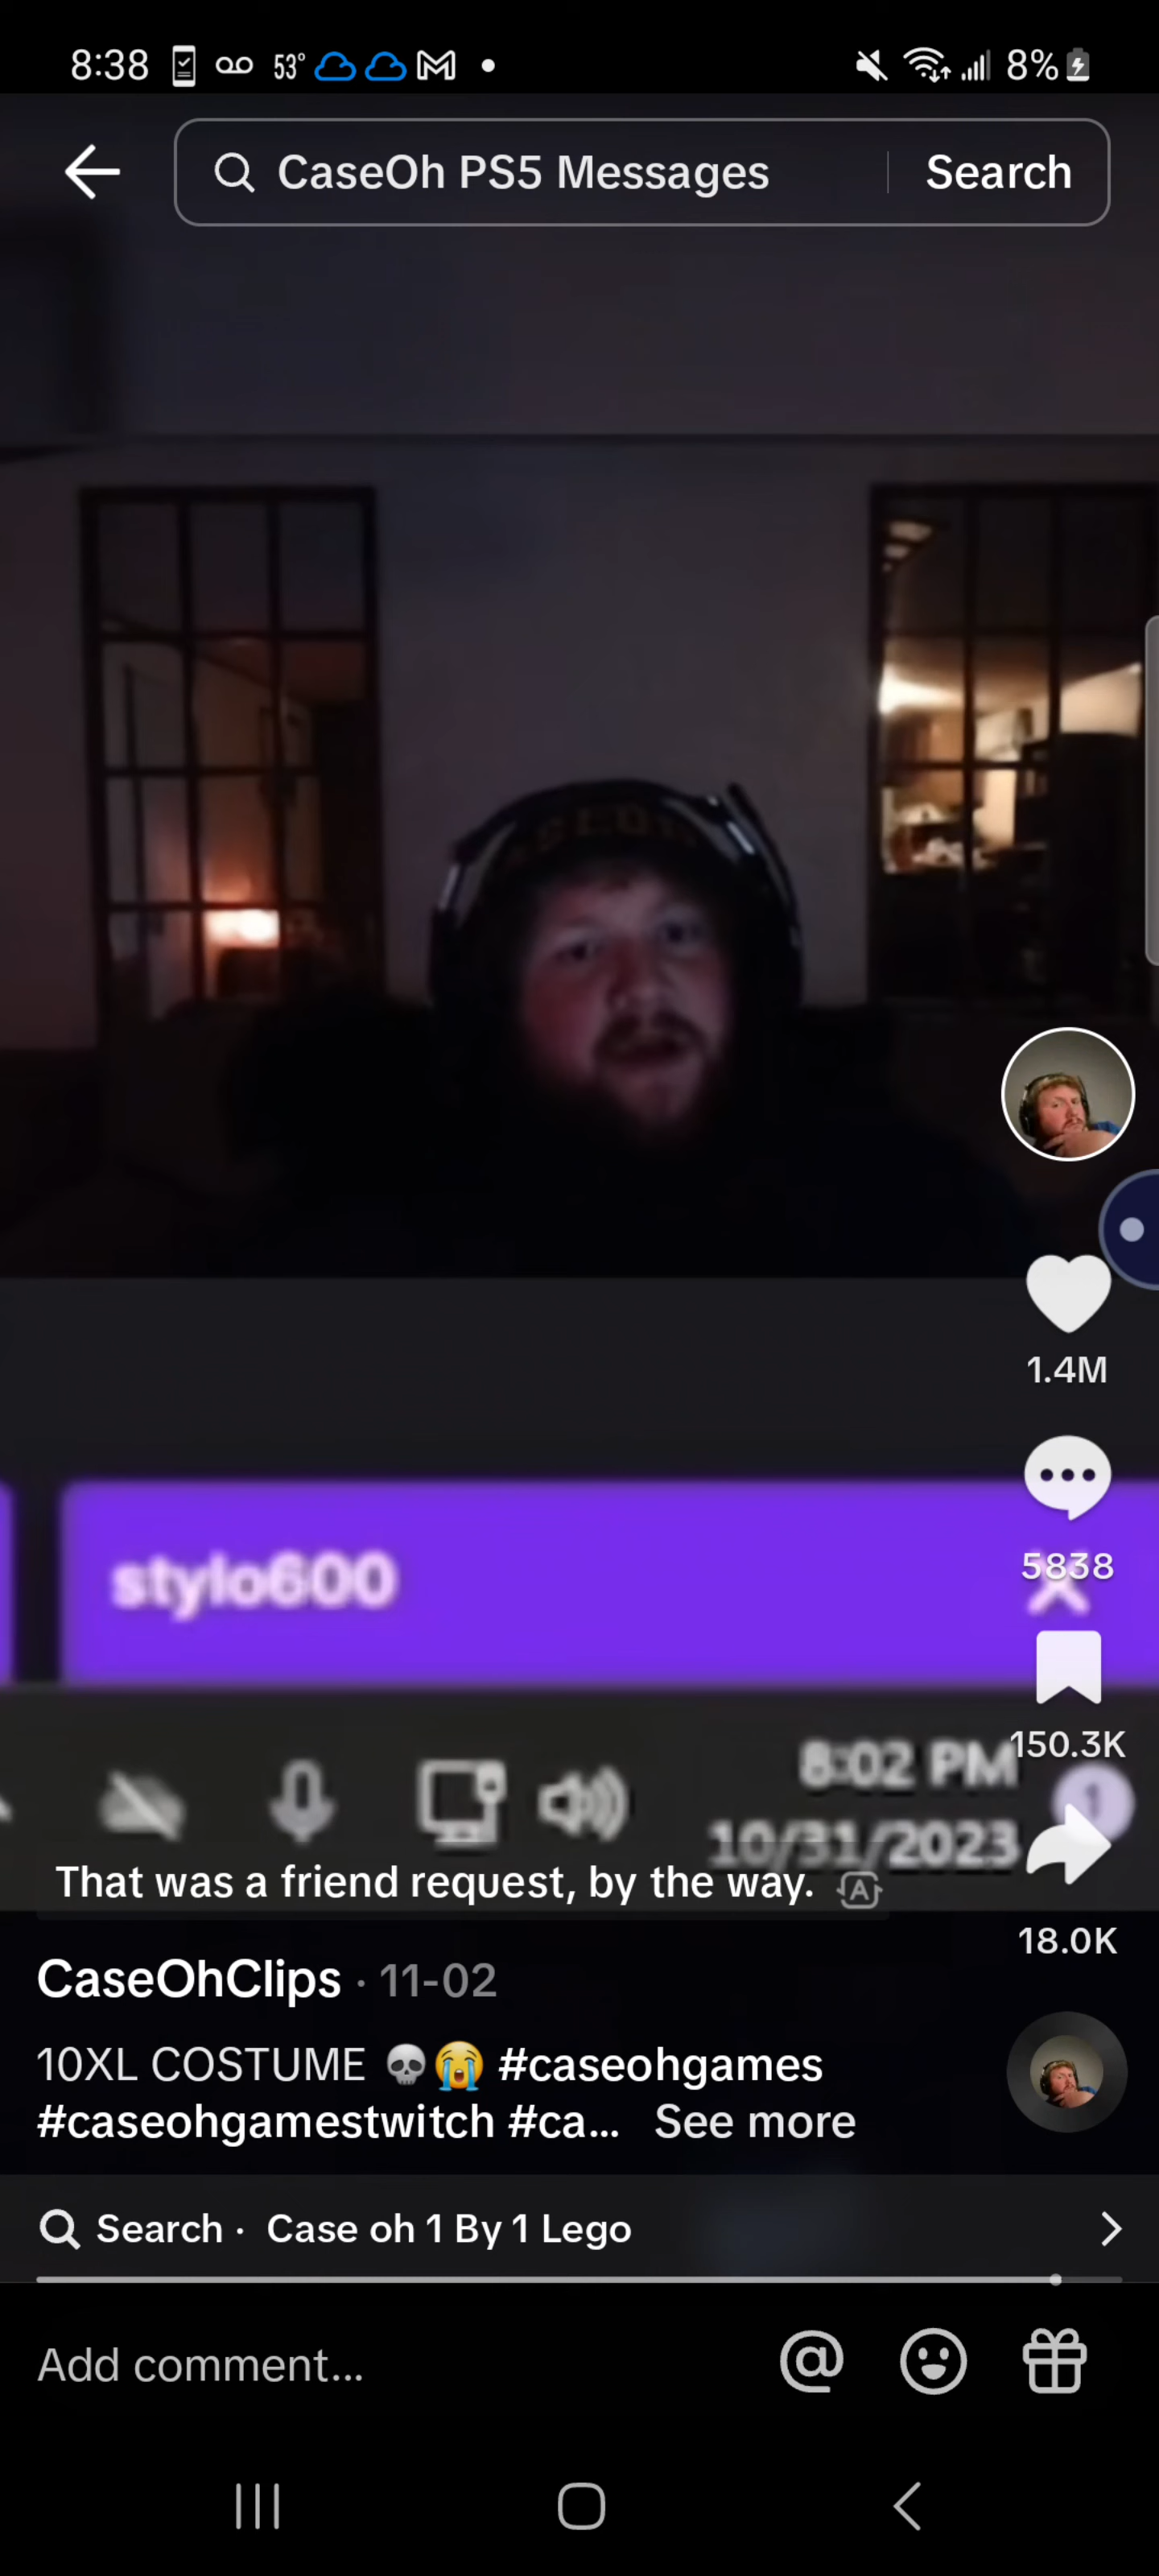 8:38 53° 8%
CaseOh PS5 Messages Search
1.4M
5838
stylo600
150.3K
8:02 PM
1
10/31/2023
That was a friend request, by the way. A
18.0K
CaseOhClips · 11-02
10XL COSTUME 💀😭 #caseohgames
#caseohgamestwitch #ca... See more
Search · Case oh 1 By 1 Lego
Add comment...